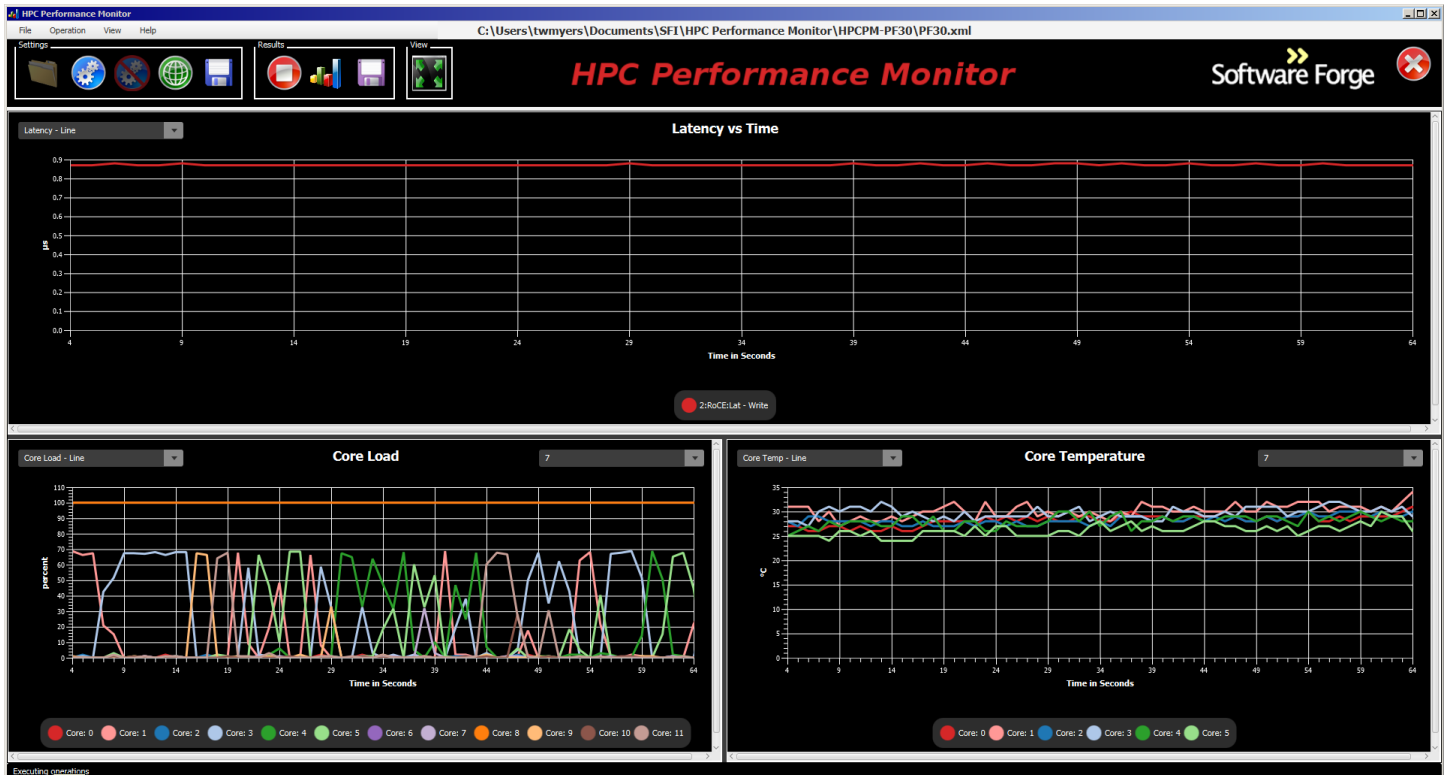 HPC Performance Monitor
File Operation View Help
C:\Users\twmyers\Documents\SFI\HPC Performance Monitor\HPCPM-PF30\PF30.xml
Settings Results View
HPC Performance Monitor
Software Forge
Latency - Line
Latency vs Time
0.9
0.8
0.7
0.6
0.5
0.4
0.3
0.2
0.1
0.0
µs
4 9 14 19 24 29 34 39 44 49 54 59 64
Time in Seconds
2:RoCE:Lat - Write
Core Load - Line
Core Load
7
110
100
90
80
70
60
50
40
30
20
10
0
percent
4 9 14 19 24 29 34 39 44 49 54 59 64
Time in Seconds
Core: 0 Core: 1 Core: 2 Core: 3 Core: 4 Core: 5 Core: 6 Core: 7 Core: 8 Core: 9 Core: 10 Core: 11
Core Temp - Line
Core Temperature
7
35
30
25
20
15
10
5
0
°C
4 9 14 19 24 29 34 39 44 49 54 59 64
Time in Seconds
Core: 0 Core: 1 Core: 2 Core: 3 Core: 4 Core: 5
Executing operations